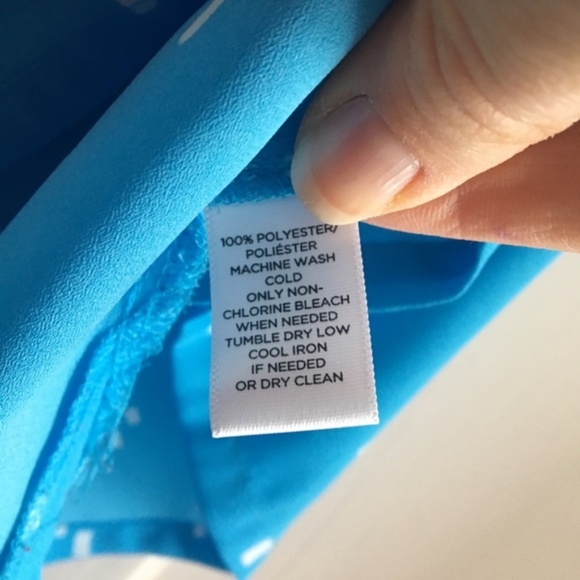 100% POLYESTER/
POLIÉSTER
MACHINE WASH
COLD
ONLY NON-
CHLORINE BLEACH
WHEN NEEDED
TUMBLE DRY LOW
COOL IRON
IF NEEDED
OR DRY CLEAN